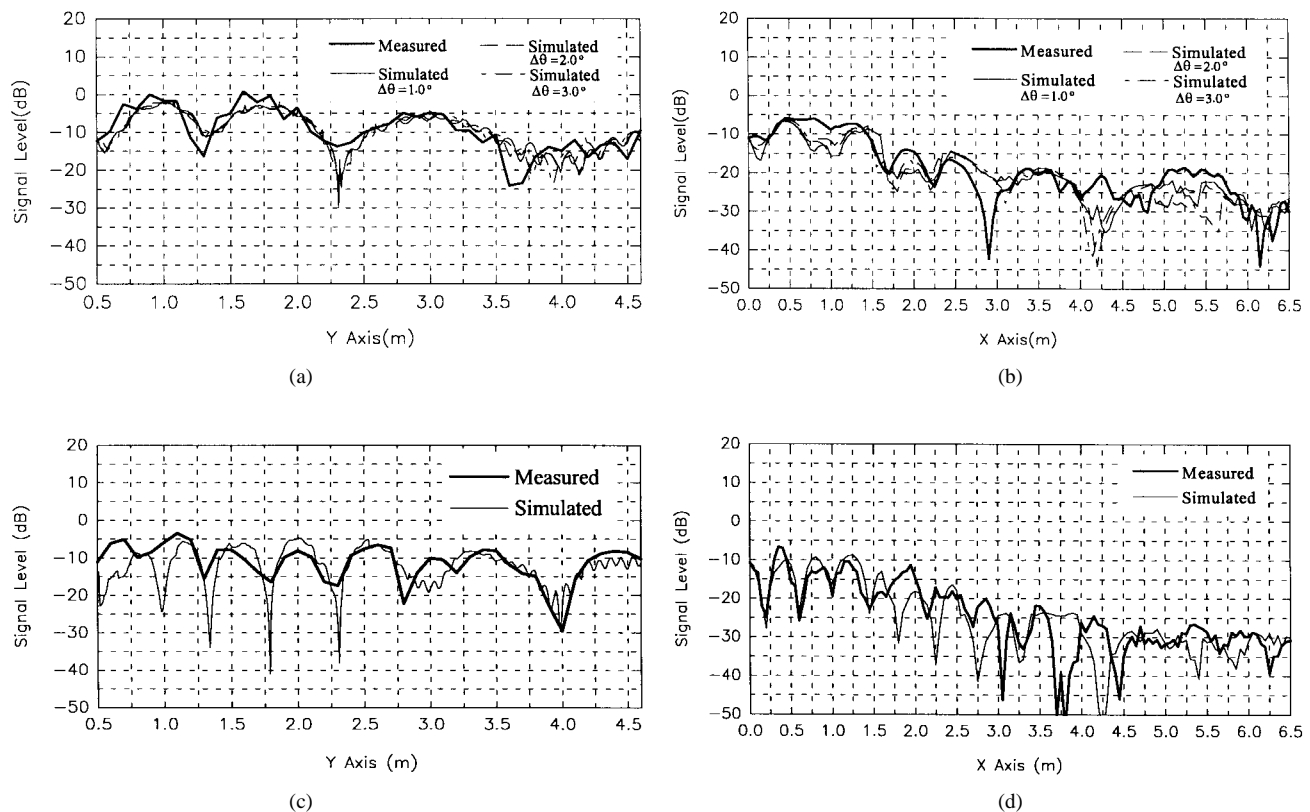 20
10
0
−10
−20
−30
−40
−50
Signal Level(dB)
Measured
Simulated
Δθ=1.0°
Simulated
Δθ=2.0°
Simulated
Δθ=3.0°
0.5 1.0 1.5 2.0 2.5 3.0 3.5 4.0 4.5
Y Axis(m)
(a)
20
10
0
−10
−20
−30
−40
−50
Signal Level(dB)
Measured
Simulated
Δθ=1.0°
Simulated
Δθ=2.0°
Simulated
Δθ=3.0°
0.0 0.5 1.0 1.5 2.0 2.5 3.0 3.5 4.0 4.5 5.0 5.5 6.0 6.5
X Axis(m)
(b)
20
10
0
−10
−20
−30
−40
−50
Signal Level (dB)
Measured
Simulated
0.5 1.0 1.5 2.0 2.5 3.0 3.5 4.0 4.5
Y Axis (m)
(c)
20
10
0
−10
−20
−30
−40
−50
Signal Level (dB)
Measured
Simulated
0.0 0.5 1.0 1.5 2.0 2.5 3.0 3.5 4.0 4.5 5.0 5.5 6.0 6.5
X Axis (m)
(d)